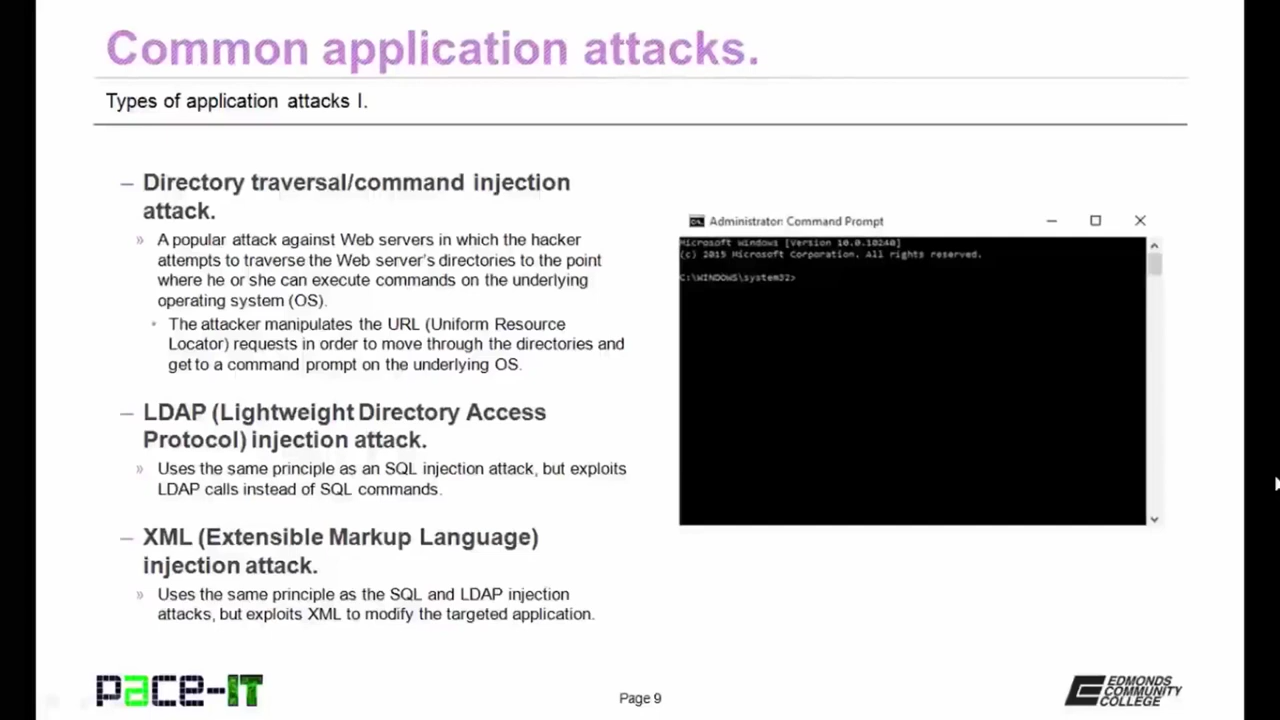 Common application attacks.
Types of application attacks I.
– Directory traversal/command injection
attack.
» A popular attack against Web servers in which the hacker
attempts to traverse the Web server's directories to the point
where he or she can execute commands on the underlying
operating system (OS).
• The attacker manipulates the URL (Uniform Resource
Locator) requests in order to move through the directories and
get to a command prompt on the underlying OS.
– LDAP (Lightweight Directory Access
Protocol) injection attack.
» Uses the same principle as an SQL injection attack, but exploits
LDAP calls instead of SQL commands.
– XML (Extensible Markup Language)
injection attack.
» Uses the same principle as the SQL and LDAP injection
attacks, but exploits XML to modify the targeted application.
Administrator: Command Prompt
Microsoft Windows [Version 10.0.10240]
(c) 2015 Microsoft Corporation. All rights reserved.
C:\WINDOWS\system32>
pace-IT
Page 9
EDMONDS
COMMUNITY
COLLEGE